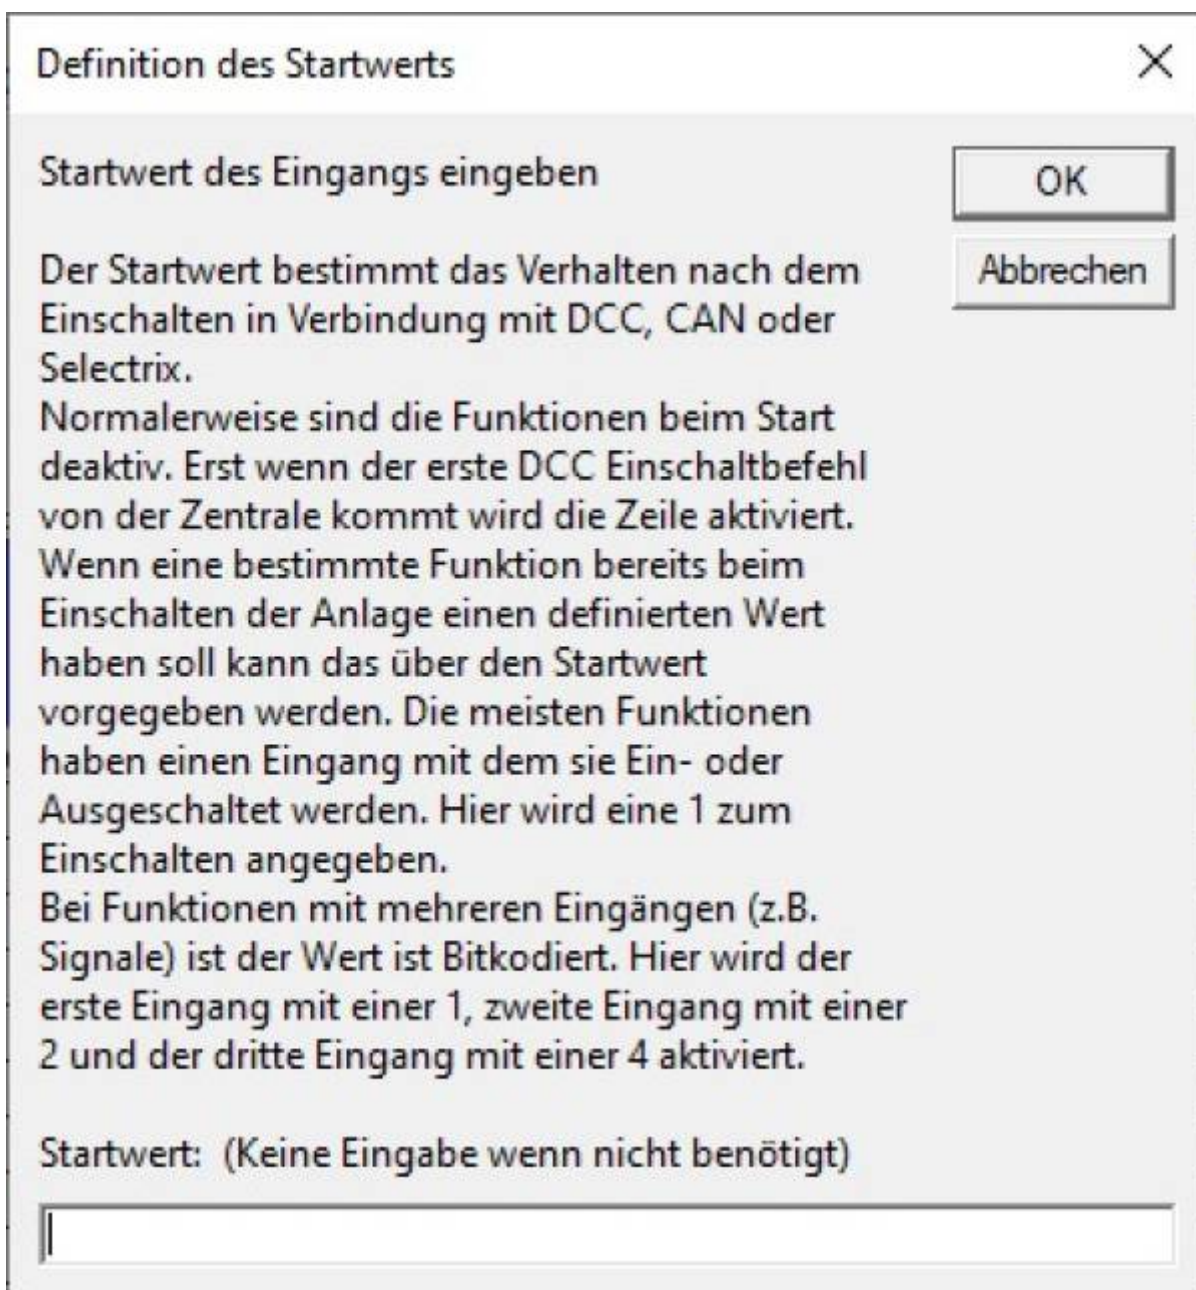 Definition des Startwerts
Startwert des Eingangs eingeben
OK
Abbrechen
Der Startwert bestimmt das Verhalten nach dem
Einschalten in Verbindung mit DCC, CAN oder
Selectrix.
Normalerweise sind die Funktionen beim Start
deaktiv. Erst wenn der erste DCC Einschaltbefehl
von der Zentrale kommt wird die Zeile aktiviert.
Wenn eine bestimmte Funktion bereits beim
Einschalten der Anlage einen definierten Wert
haben soll kann das über den Startwert
vorgegeben werden. Die meisten Funktionen
haben einen Eingang mit dem sie Ein- oder
Ausgeschaltet werden. Hier wird eine 1 zum
Einschalten angegeben.
Bei Funktionen mit mehreren Eingängen (z.B.
Signale) ist der Wert ist Bitkodiert. Hier wird der
erste Eingang mit einer 1, zweite Eingang mit einer
2 und der dritte Eingang mit einer 4 aktiviert.
Startwert: (Keine Eingabe wenn nicht benötigt)